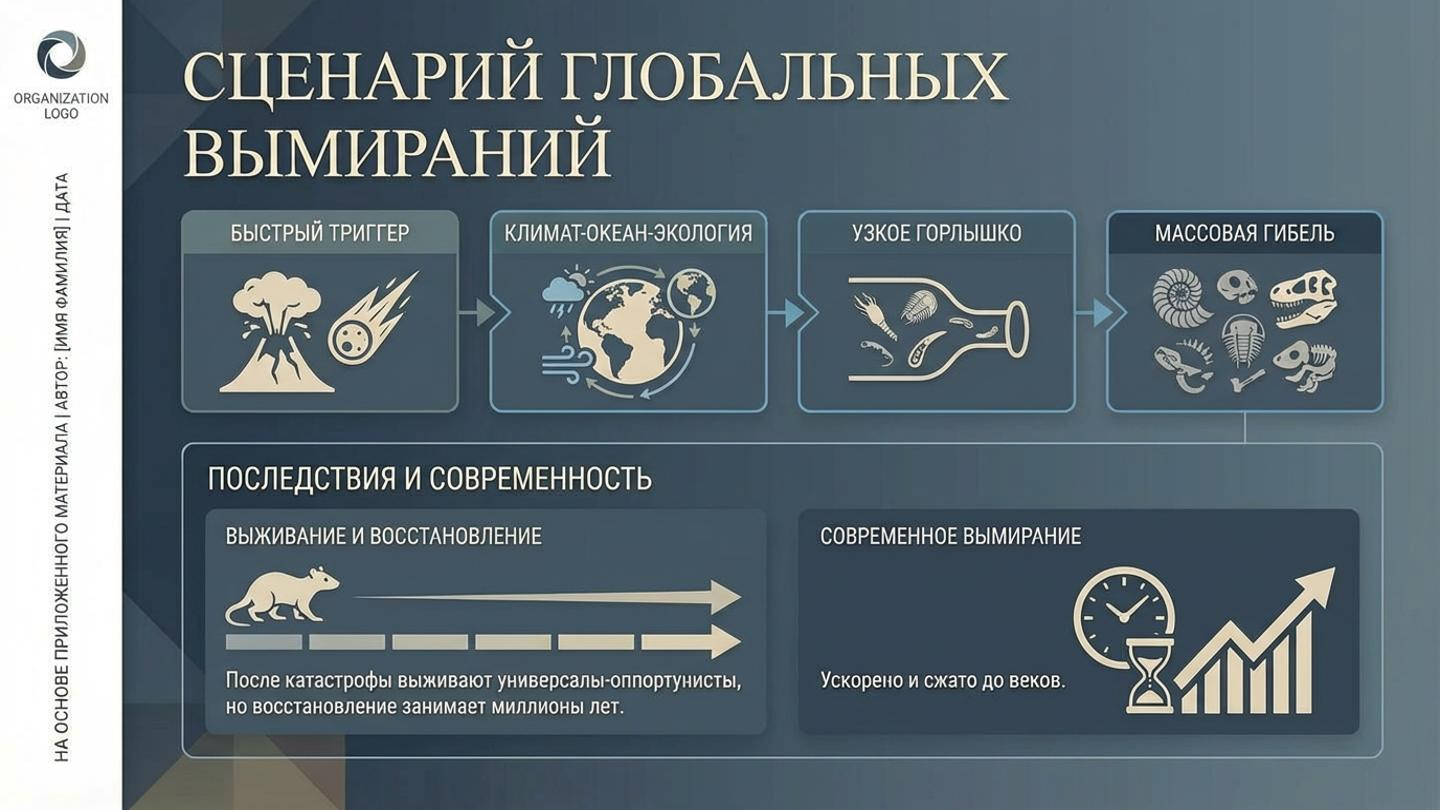 ORGANIZATION
LOGO
НА ОСНОВЕ ПРИЛОЖЕННОГО МАТЕРИАЛА | АВТОР: [ИМЯ ФАМИЛИЯ] | ДАТА
СЦЕНАРИЙ ГЛОБАЛЬНЫХ
ВЫМИРАНИЙ
БЫСТРЫЙ ТРИГГЕР
КЛИМАТ-ОКЕАН-ЭКОЛОГИЯ
УЗКОЕ ГОРЛЫШКО
МАССОВАЯ ГИБЕЛЬ
ПОСЛЕДСТВИЯ И СОВРЕМЕННОСТЬ
ВЫЖИВАНИЕ И ВОССТАНОВЛЕНИЕ
После катастрофы выживают универсалы-оппортунисты,
но восстановление занимает миллионы лет.
СОВРЕМЕННОЕ ВЫМИРАНИЕ
Ускорено и сжато до веков.